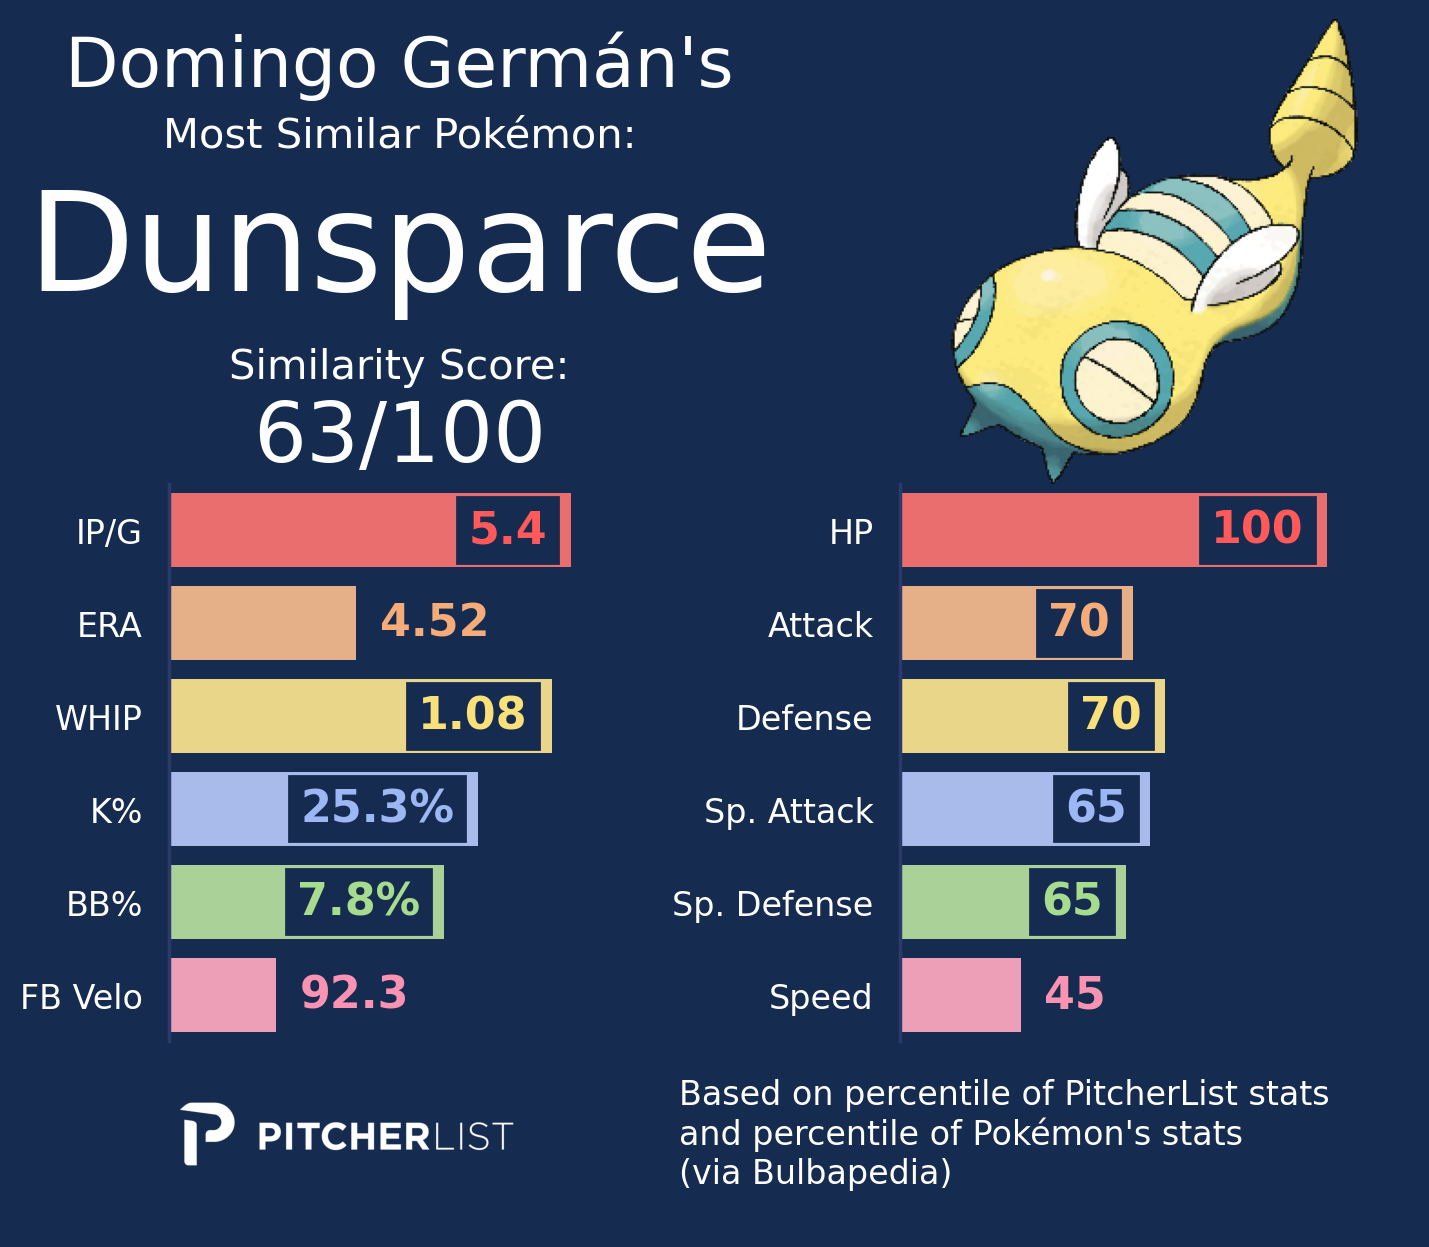 Domingo Germán's
Most Similar Pokémon:
Dunsparce
Similarity Score:
63/100
IP/G 5.4
ERA 4.52
WHIP 1.08
K% 25.3%
BB% 7.8%
FB Velo 92.3
HP 100
Attack 70
Defense 70
Sp. Attack 65
Sp. Defense 65
Speed 45
PITCHERLIST
Based on percentile of PitcherList stats
and percentile of Pokémon's stats
(via Bulbapedia)